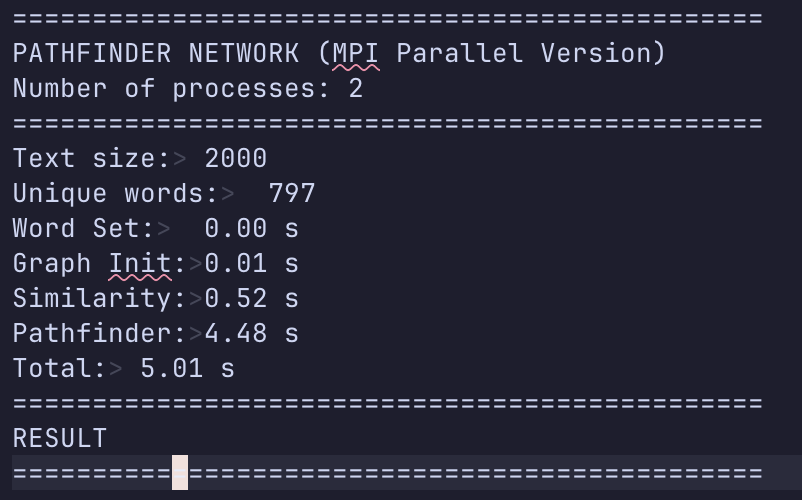 ===============================================
PATHFINDER NETWORK (MPI Parallel Version)
Number of processes: 2
===============================================
Text size:> 2000
Unique words:>  797
Word Set:>  0.00 s
Graph Init:>0.01 s
Similarity:>0.52 s
Pathfinder:>4.48 s
Total:> 5.01 s
===============================================
RESULT
===============================================